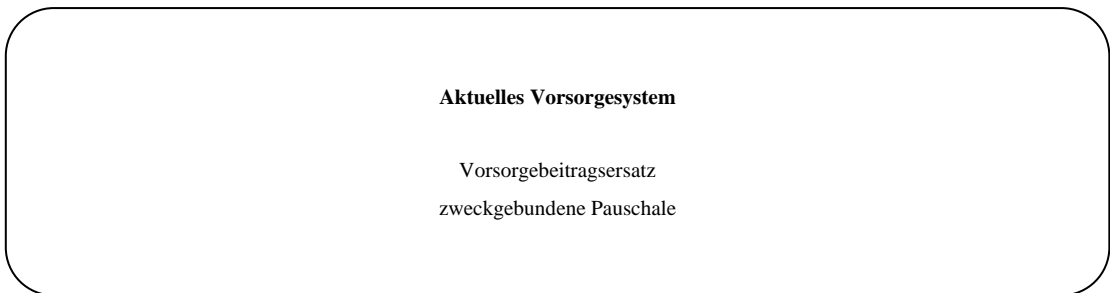 Aktuelles Vorsorgesystem
Vorsorgebeitragsersatz
zweckgebundene Pauschale